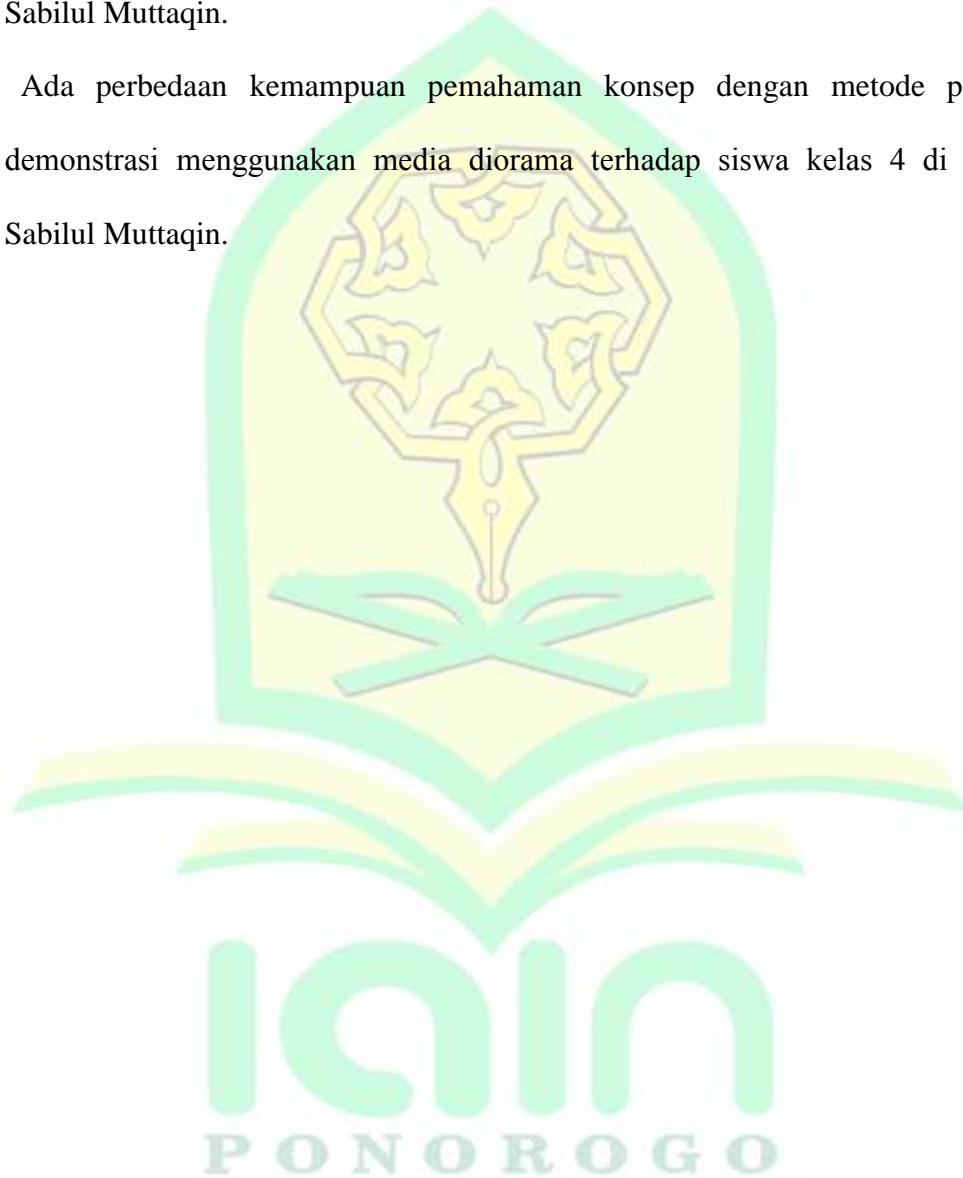 Sabilul Muttaqin.
Ada perbedaan kemampuan pemahaman konsep dengan metode p
demonstrasi menggunakan media diorama terhadap siswa kelas 4 di
Sabilul Muttaqin.
iain
PONOROGO